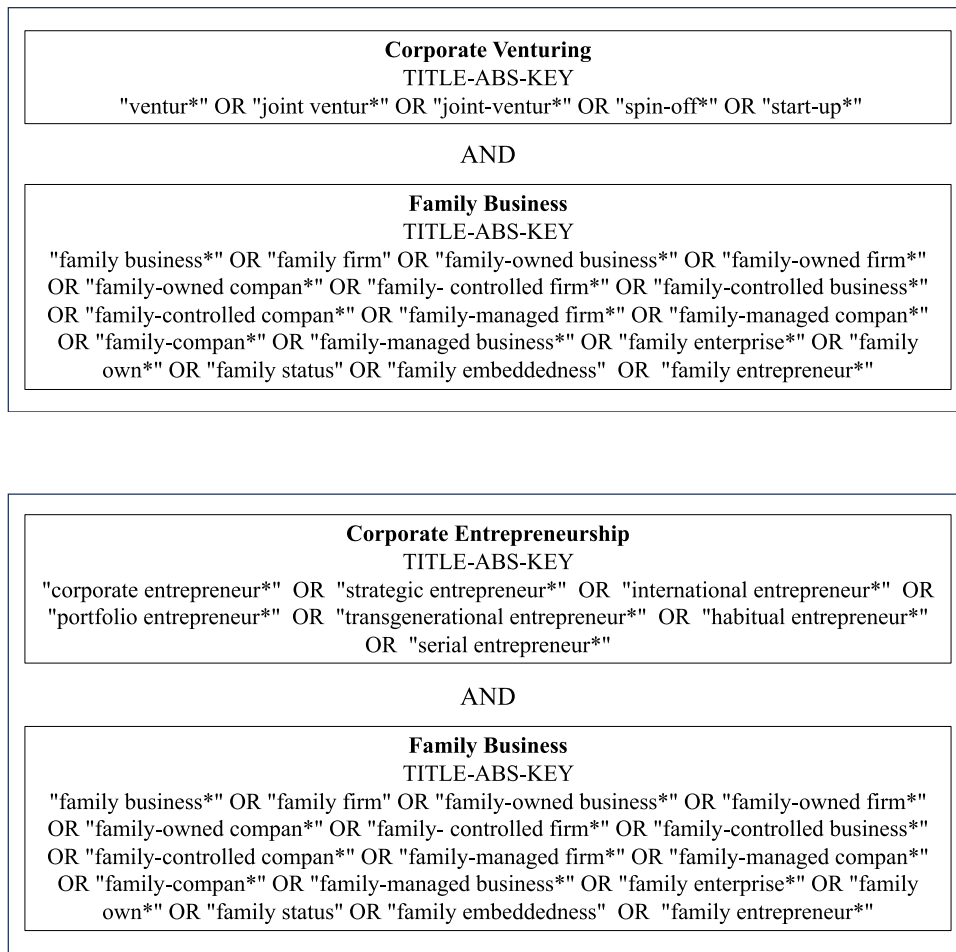 Corporate Venturing
TITLE-ABS-KEY
"ventur*" OR "joint ventur*" OR "joint-ventur*" OR "spin-off*" OR "start-up*"
AND
Family Business
TITLE-ABS-KEY
"family business*" OR "family firm" OR "family-owned business*" OR "family-owned firm*"
OR "family-owned compan*" OR "family- controlled firm*" OR "family-controlled business*"
OR "family-controlled compan*" OR "family-managed firm*" OR "family-managed compan*"
OR "family-compan*" OR "family-managed business*" OR "family enterprise*" OR "family
own*" OR "family status" OR "family embeddedness" OR "family entrepreneur*"
Corporate Entrepreneurship
TITLE-ABS-KEY
"corporate entrepreneur*" OR "strategic entrepreneur*" OR "international entrepreneur*" OR
"portfolio entrepreneur*" OR "transgenerational entrepreneur*" OR "habitual entrepreneur*"
OR "serial entrepreneur*"
AND
Family Business
TITLE-ABS-KEY
"family business*" OR "family firm" OR "family-owned business*" OR "family-owned firm*"
OR "family-owned compan*" OR "family- controlled firm*" OR "family-controlled business*"
OR "family-controlled compan*" OR "family-managed firm*" OR "family-managed compan*"
OR "family-compan*" OR "family-managed business*" OR "family enterprise*" OR "family
own*" OR "family status" OR "family embeddedness" OR "family entrepreneur*"